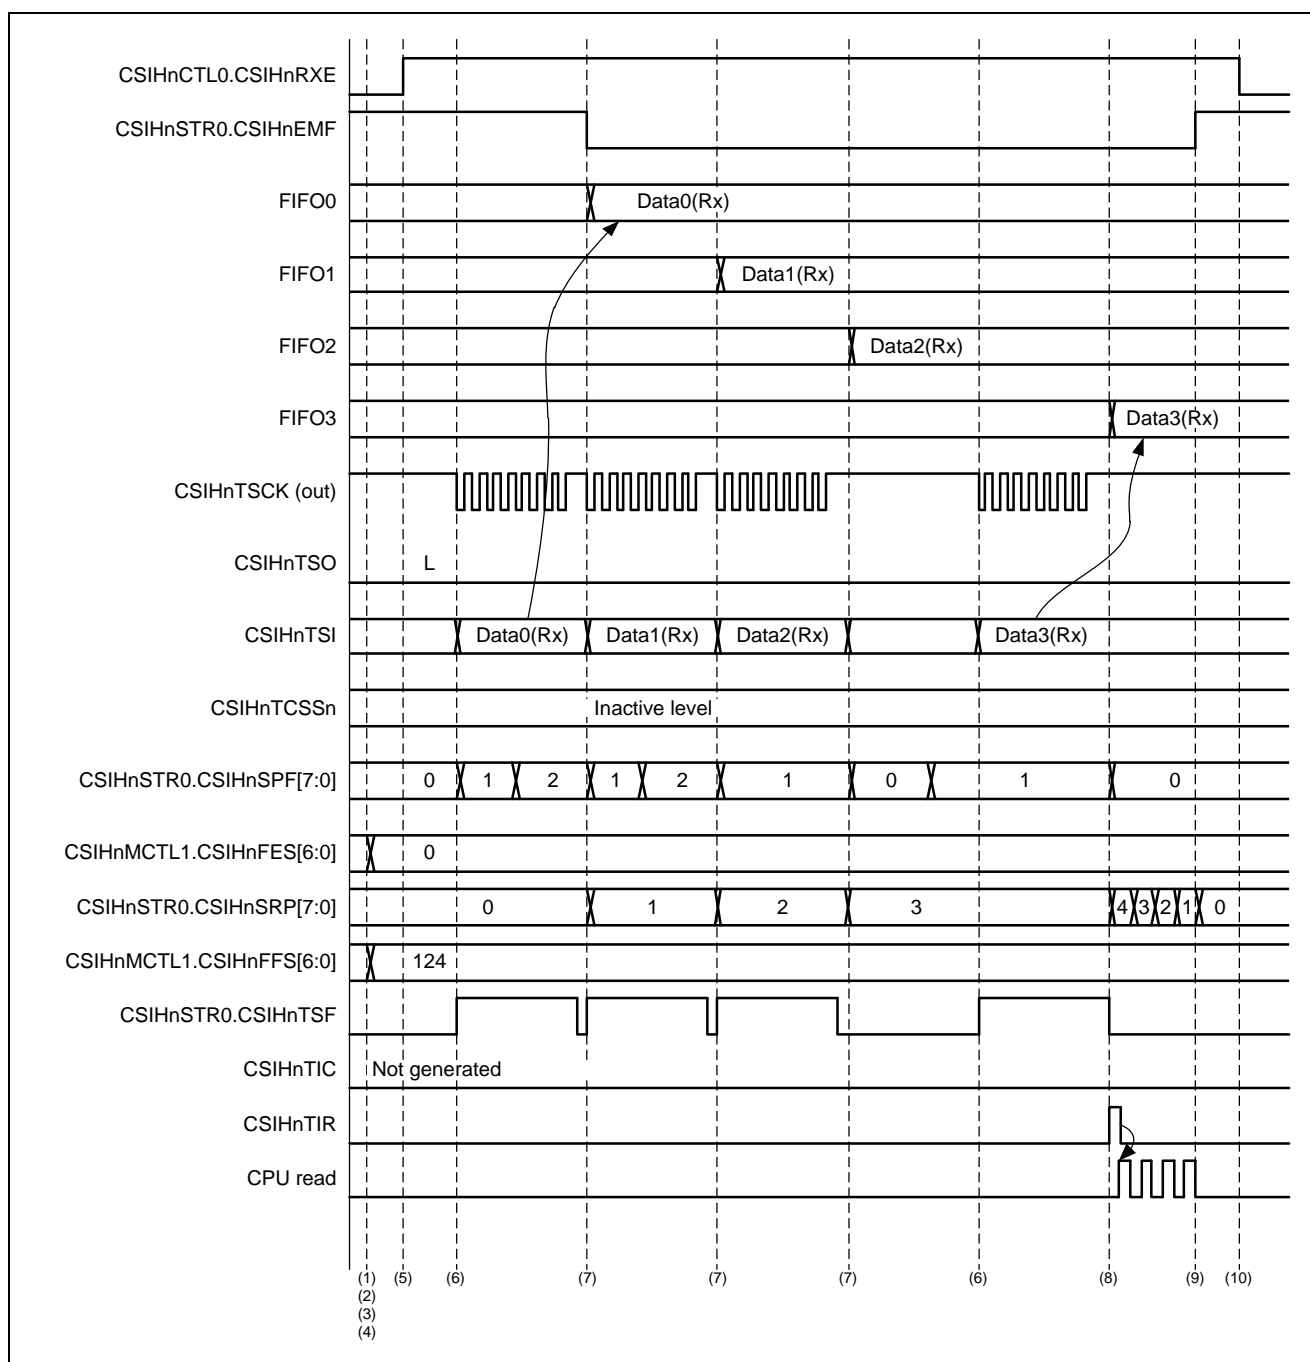 CSIHnCTL0.CSIHnRXE
CSIHnSTR0.CSIHnEMF
FIFO0 Data0(Rx)
FIFO1 Data1(Rx)
FIFO2 Data2(Rx)
FIFO3 Data3(Rx)
CSIHnTSCK (out)
CSIHnTSO L
CSIHnTSI Data0(Rx) Data1(Rx) Data2(Rx) Data3(Rx)
CSIHnTCSSn Inactive level
CSIHnSTR0.CSIHnSPF[7:0] 0 1 2 1 2 1 0 1 0
CSIHnMCTL1.CSIHnFES[6:0] 0
CSIHnSTR0.CSIHnSRP[7:0] 0 1 2 3 4 3 2 1 0
CSIHnMCTL1.CSIHnFFS[6:0] 124
CSIHnSTR0.CSIHnTSF
CSIHnTIC Not generated
CSIHnTIR
CPU read
(1) (5) (6) (7) (7) (7) (6) (8) (9) (10)
(2)
(3)
(4)